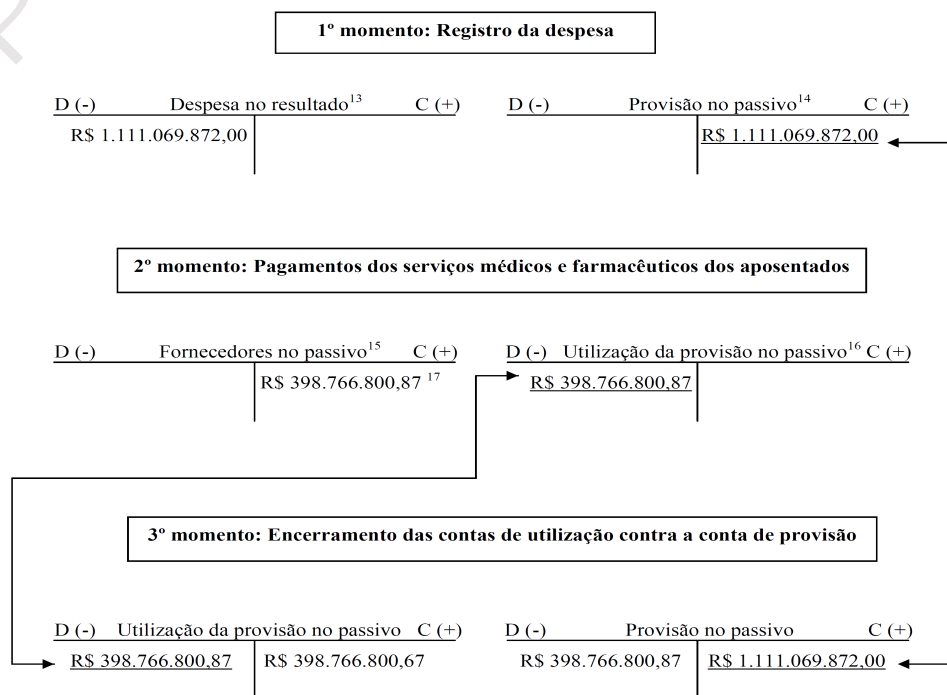 1º momento: Registro da despesa
D (-) Despesa no resultado13 C (+) D (-) Provisão no passivo14 C (+)
R$ 1.111.069.872,00 R$ 1.111.069.872,00
2º momento: Pagamentos dos serviços médicos e farmacêuticos dos aposentados
D (-) Fornecedores no passivo15 C (+) D (-) Utilização da provisão no passivo16 C (+)
R$ 398.766.800,87 17 R$ 398.766.800,87
3º momento: Encerramento das contas de utilização contra a conta de provisão
D (-) Utilização da provisão no passivo C (+) D (-) Provisão no passivo C (+)
R$ 398.766.800,87 R$ 398.766.800,67 R$ 398.766.800,87 R$ 1.111.069.872,00